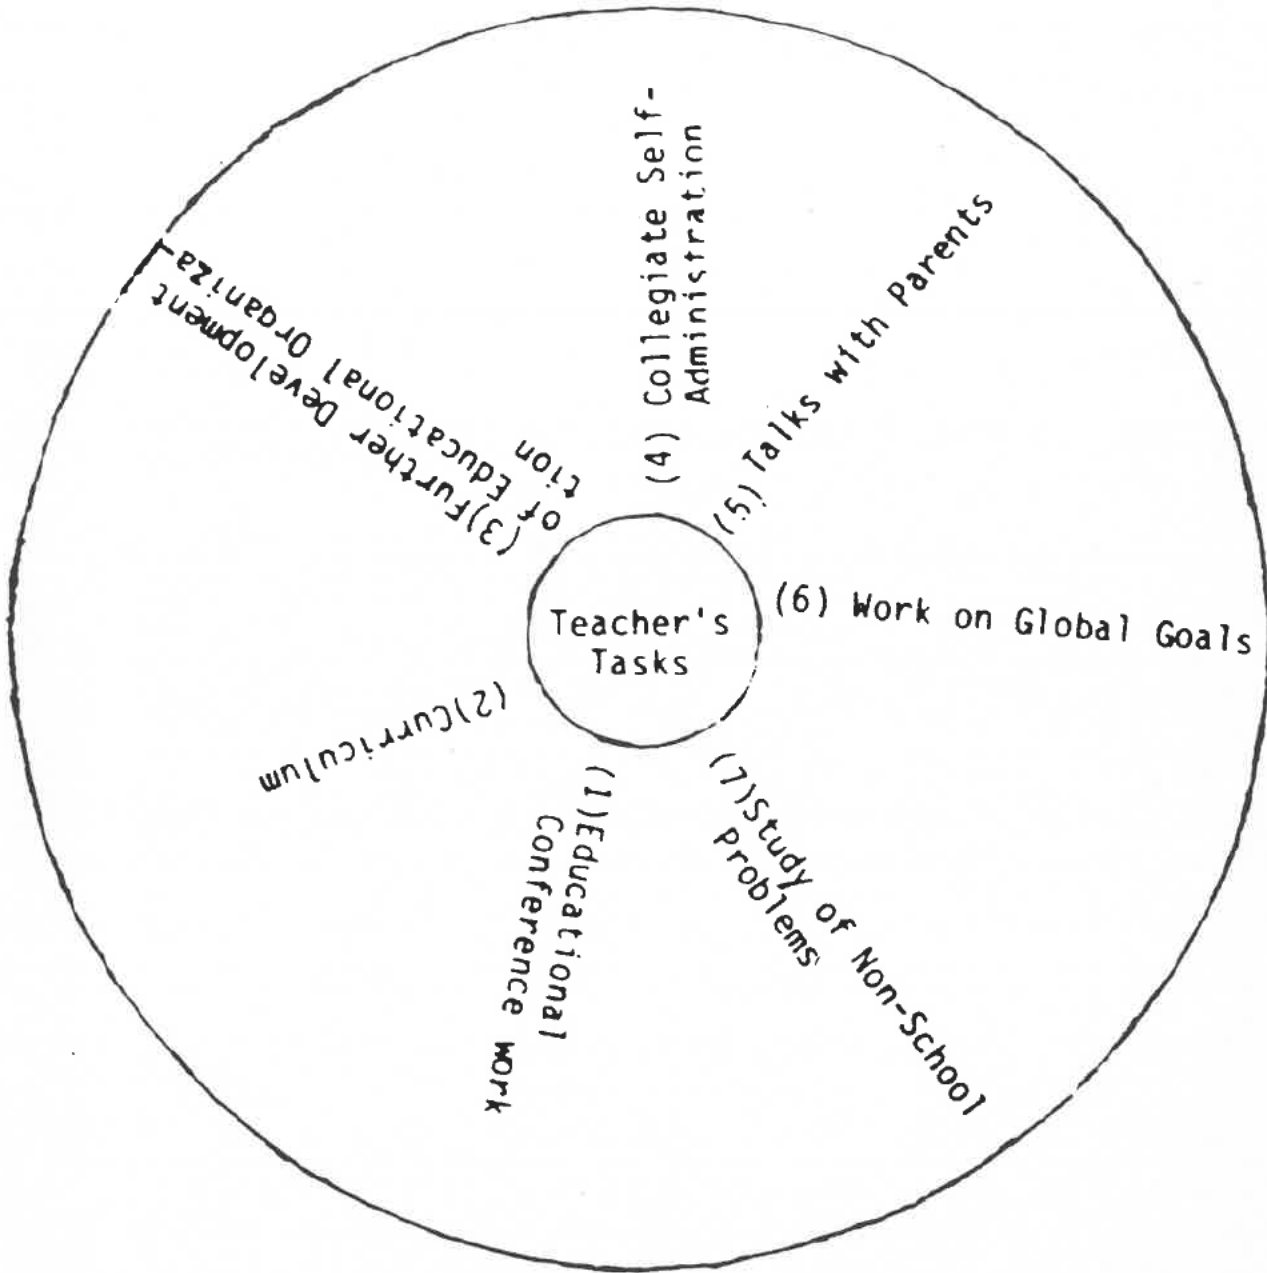 Teacher's
Tasks
(1)Educational
Conference work
(2)Curriculum
(3)Further Development
of Educational Organiza-
tion
(4) Collegiate Self-
Administration
(5) Talks with Parents
(6) Work on Global Goals
(7)Study of Non-School
Problems